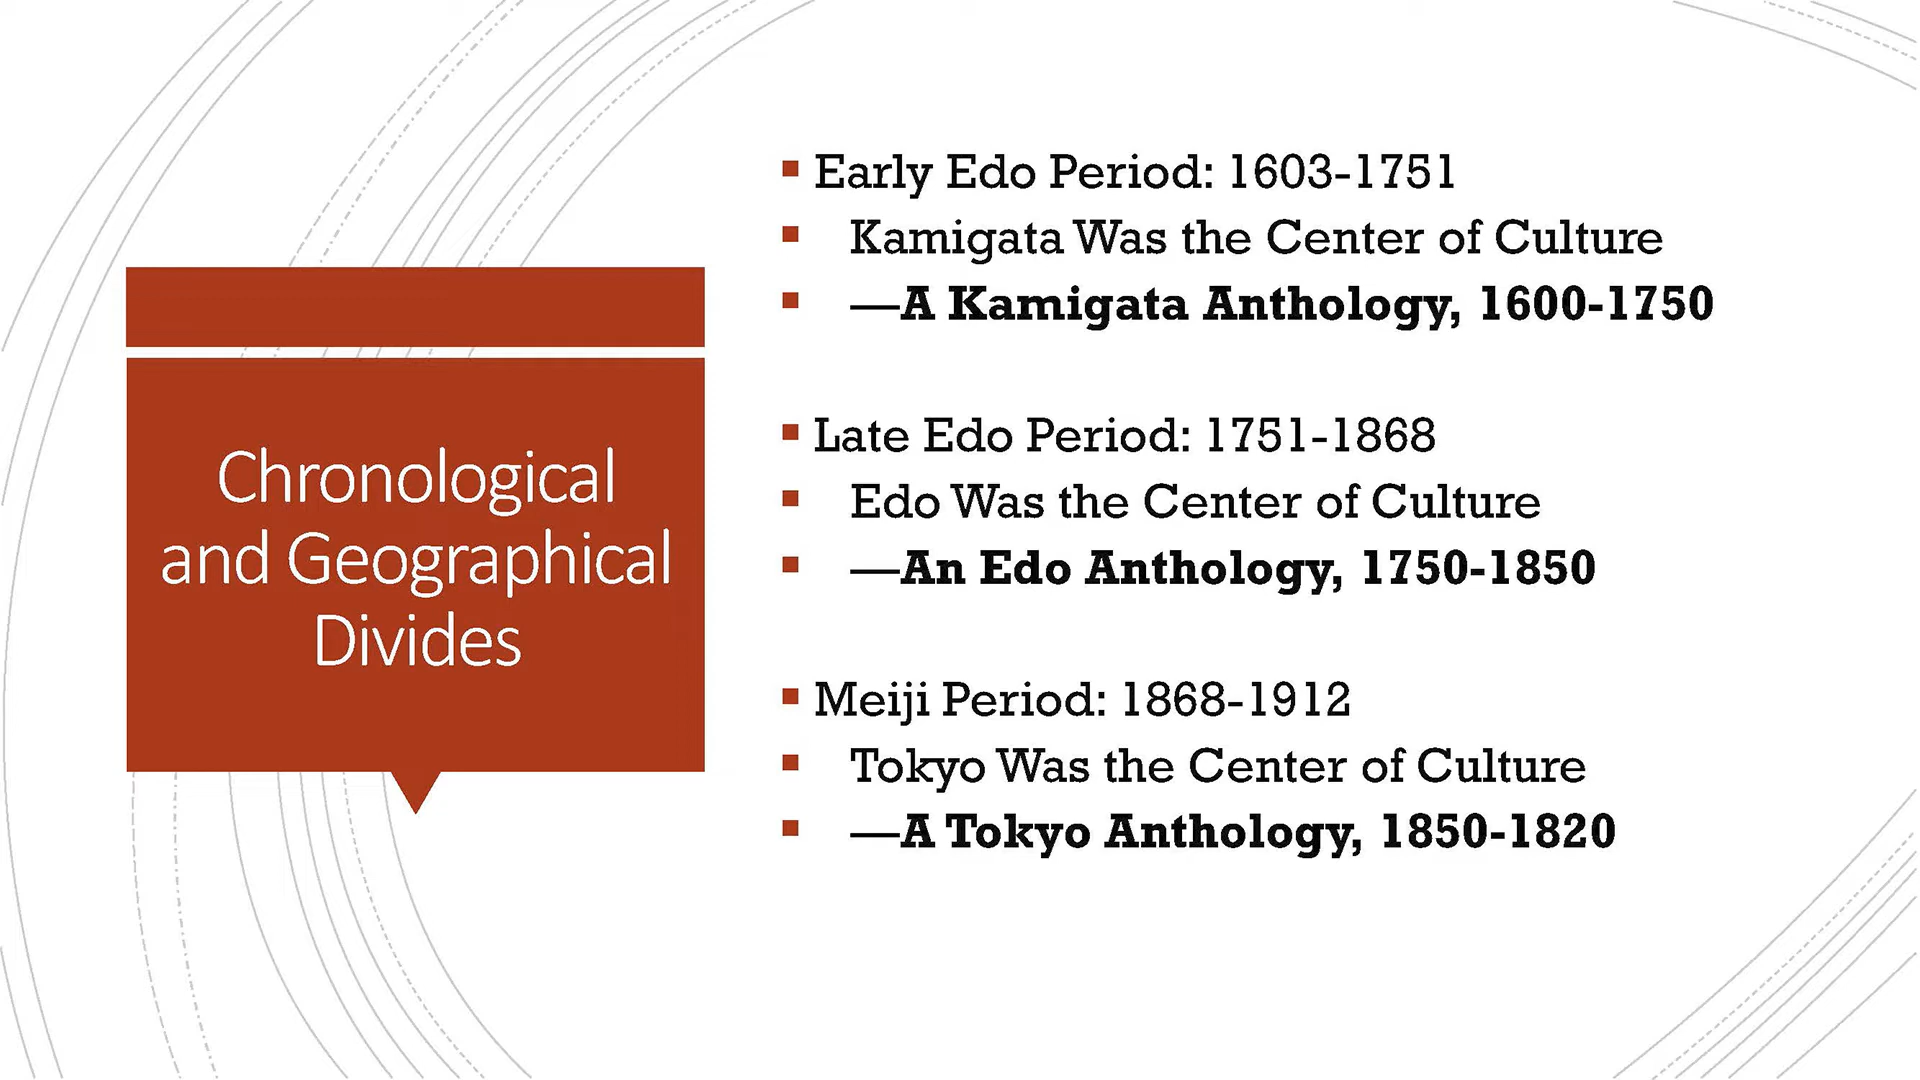 Chronological
and Geographical
Divides
Early Edo Period: 1603-1751
Kamigata Was the Center of Culture
—A Kamigata Anthology, 1600-1750
Late Edo Period: 1751-1868
Edo Was the Center of Culture
—An Edo Anthology, 1750-1850
Meiji Period: 1868-1912
Tokyo Was the Center of Culture
—A Tokyo Anthology, 1850-1820